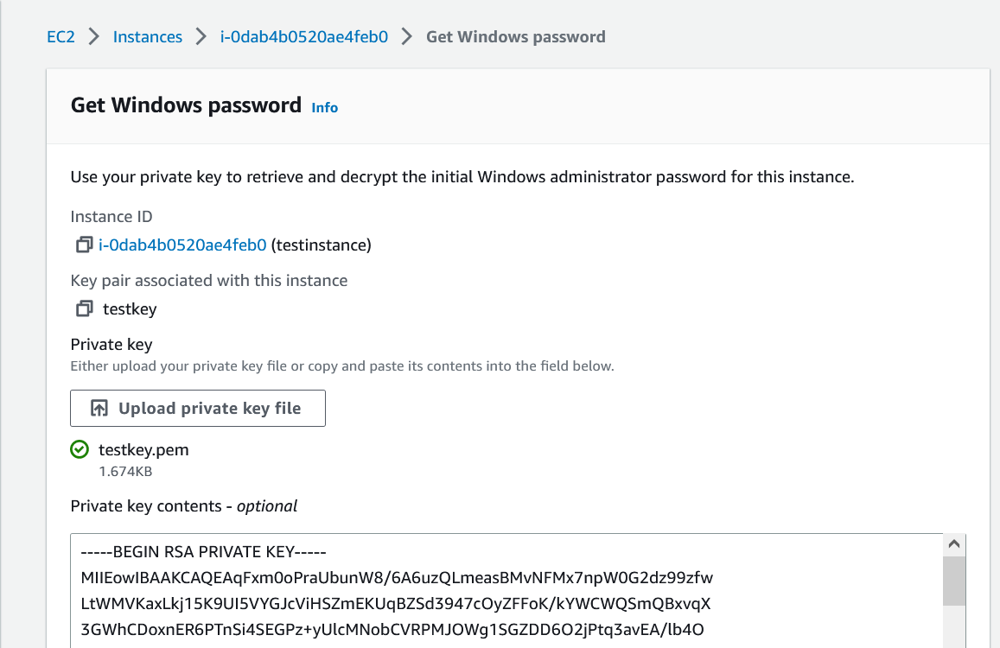 EC2 > Instances > i-0dab4b0520ae4feb0 > Get Windows password
Get Windows password Info
Use your private key to retrieve and decrypt the initial Windows administrator password for this instance.
Instance ID
i-0dab4b0520ae4feb0 (testinstance)
Key pair associated with this instance
testkey
Private key
Either upload your private key file or copy and paste its contents into the field below.
Upload private key file
testkey.pem
1.674KB
Private key contents - optional
-----BEGIN RSA PRIVATE KEY-----
MIIEowIBAAKCAQEAqFxm0oPraUbunW8/6A6uzQLmeasBMvNFMx7npW0G2dz99zfw
LtWMVKaxLkj15K9UI5VYGJcViHSZmEKUqBZSd3947cOyZFFoK/kYWCWQSmQBxvqX
3GWhCDoxnER6PTnSi4SEGPz+yUlcMNobCVRPMJOWg1SGZDD6O2jPtq3avEA/lb4O